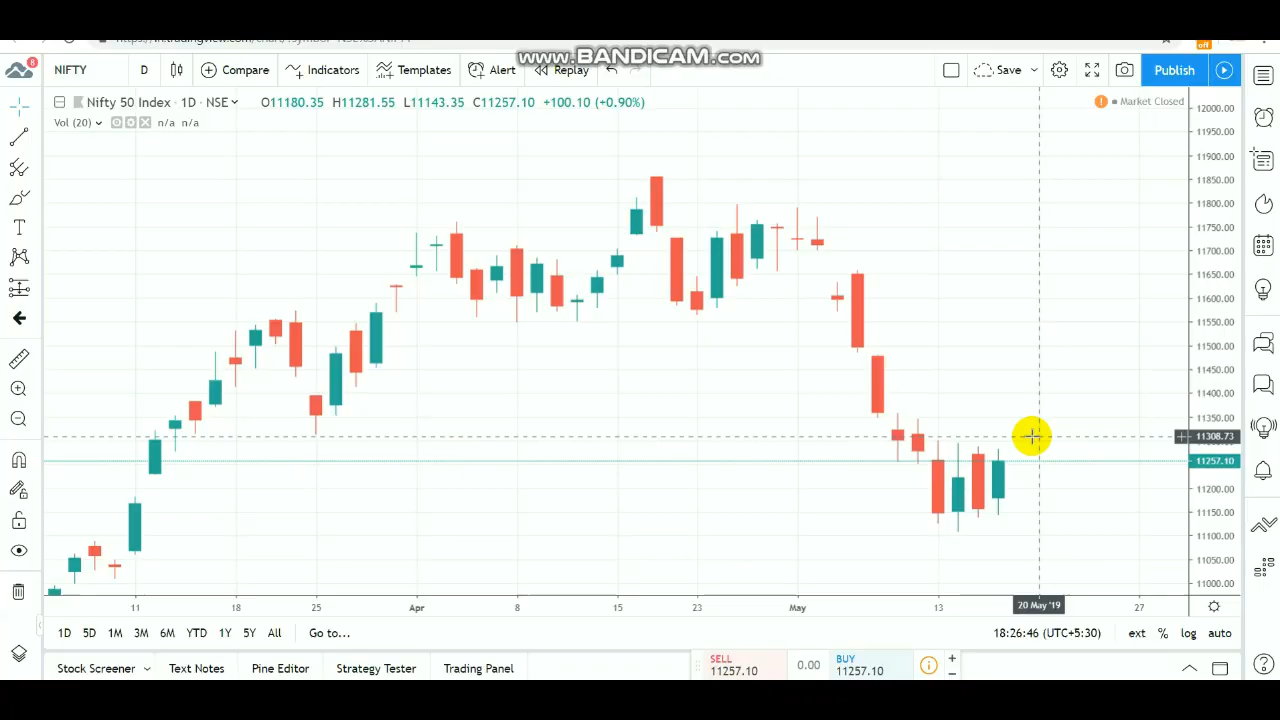 www.BANDICAM.com
off
8
NIFTY
D
Compare
Indicators
Templates
Alert
Replay
Save
Publish
Nifty 50 Index · 1D · NSE
O11180.35 H11281.55 L11143.35 C11257.10 +100.10 (+0.90%)
Market Closed
Vol (20) n/a n/a
12000.00
11950.00
11900.00
11850.00
11800.00
11750.00
11700.00
11650.00
11600.00
11550.00
11500.00
11450.00
11400.00
11350.00
11308.73
11257.10
11200.00
11150.00
11100.00
11050.00
11000.00
11 18 25 Apr 8 15 23 May 13 20 May '19 27
1D 5D 1M 3M 6M YTD 1Y 5Y All Go to...
18:26:46 (UTC+5:30) ext % log auto
Stock Screener Text Notes Pine Editor Strategy Tester Trading Panel
SELL
11257.10
0.00
BUY
11257.10